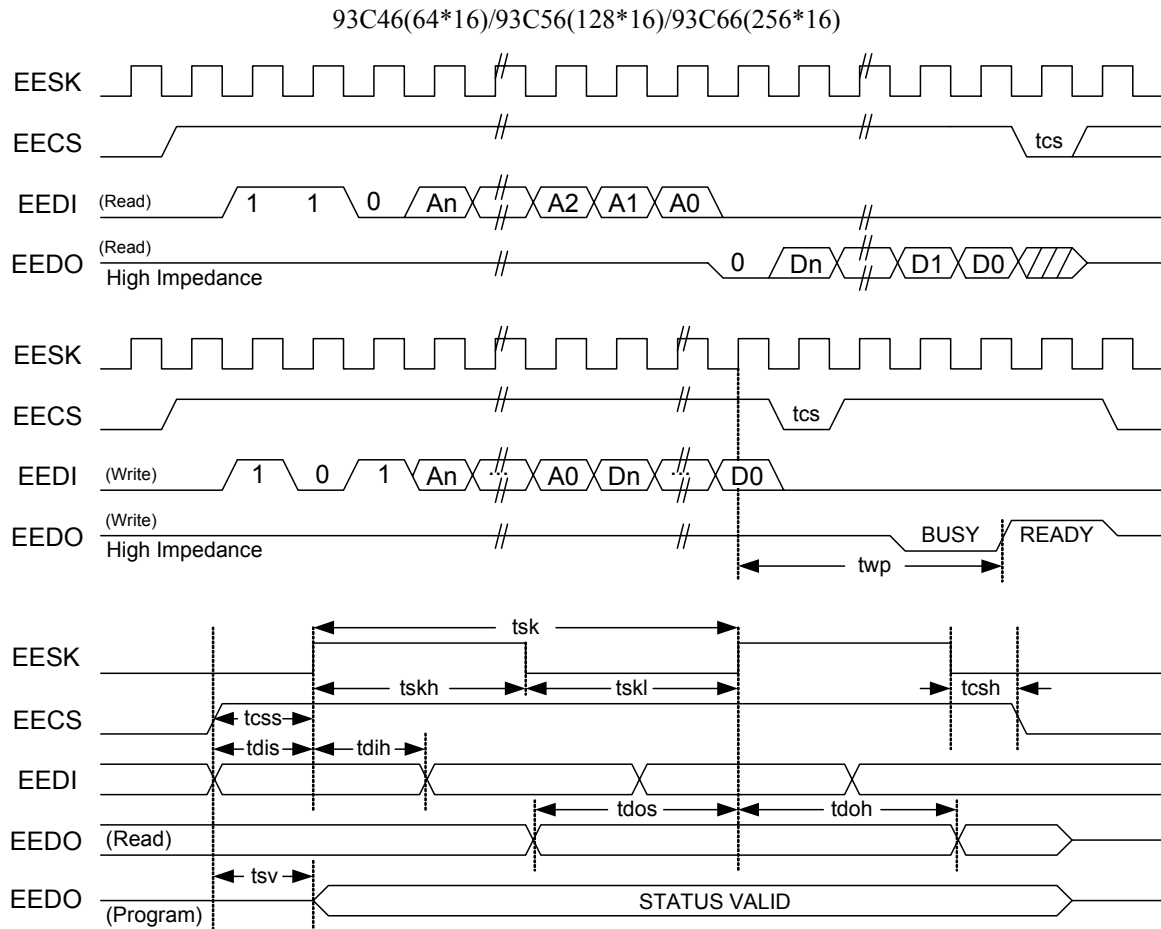 93C46(64*16)/93C56(128*16)/93C66(256*16)
EESK
EECS tcs
EEDI (Read) 1 1 0 An A2 A1 A0
EEDO (Read) High Impedance 0 Dn D1 D0
EESK
EECS tcs
EEDI (Write) 1 0 1 An ... A0 Dn ... D0
EEDO (Write) High Impedance BUSY READY
twp
tsk
EESK
tskh tskl tcsh
EECS tcss
tdis tdih
EEDI
tdos tdoh
EEDO (Read)
tsv
EEDO (Program) STATUS VALID